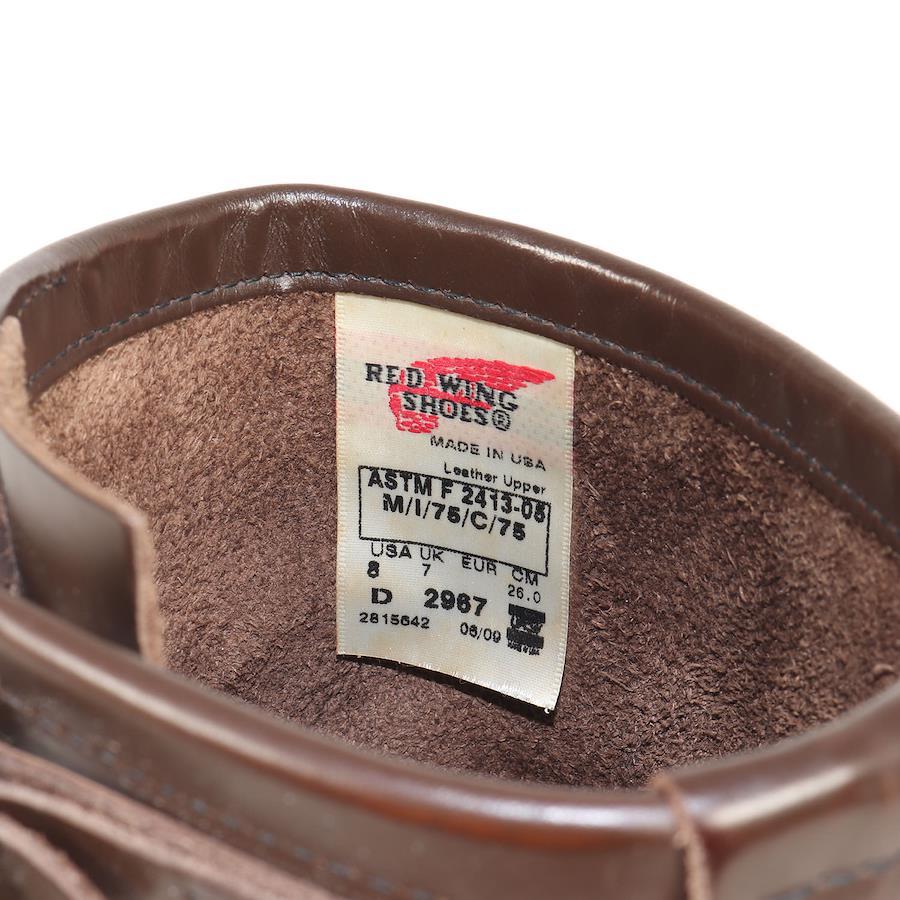 RED WING
SHOES®
MADE IN USA
Leather Upper
ASTM F 2413-05
M/I/75/C/75
USA UK EUR CM
8 7 26.0
D 2967
2815642 06/09